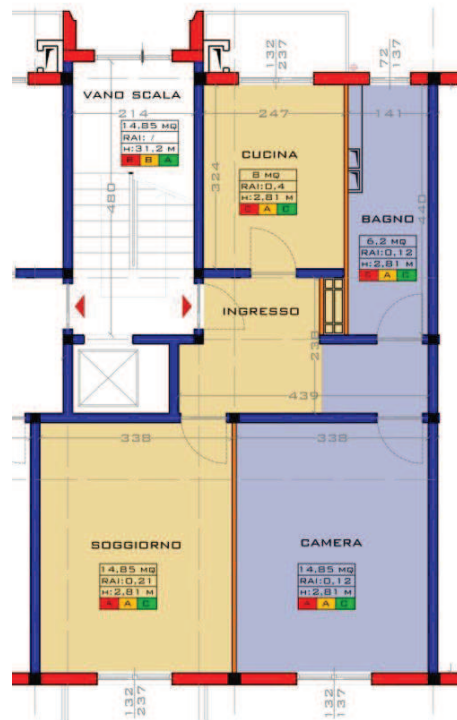 132
237
72
137
VANO SCALA
214
14,85 MQ
RAI: /
H:31,2 M
R B A
480
247
CUCINA
324
8 MQ
RAI:0,4
H:2,81 M
A C
141
BAGNO
440
6,2 MQ
RAI:0,12
H:2,81 M
A C
INGRESSO
238
439
338
338
SOGGIORNO
14,85 MQ
RAI:0,21
H:2,81 M
A A C
CAMERA
14,85 MQ
RAI:0,12
H:2,81 M
A C
132
237
132
137